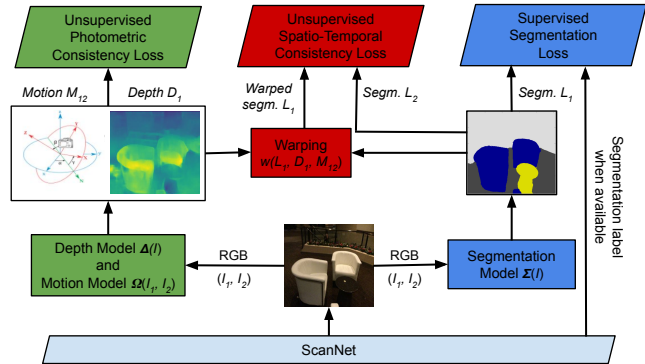 Unsupervised
Photometric
Consistency Loss
Unsupervised
Spatio-Temporal
Consistency Loss
Supervised
Segmentation
Loss
Motion M12
Depth D1
Warped
segm. L1
Segm. L2
Segm. L1
Warping
w(L1, D1, M12)
Segmentation label
when available
Depth Model Δ(I)
and
Motion Model Ω(I1, I2)
RGB
(I1, I2)
RGB
(I1, I2)
Segmentation
Model Σ(I)
ScanNet